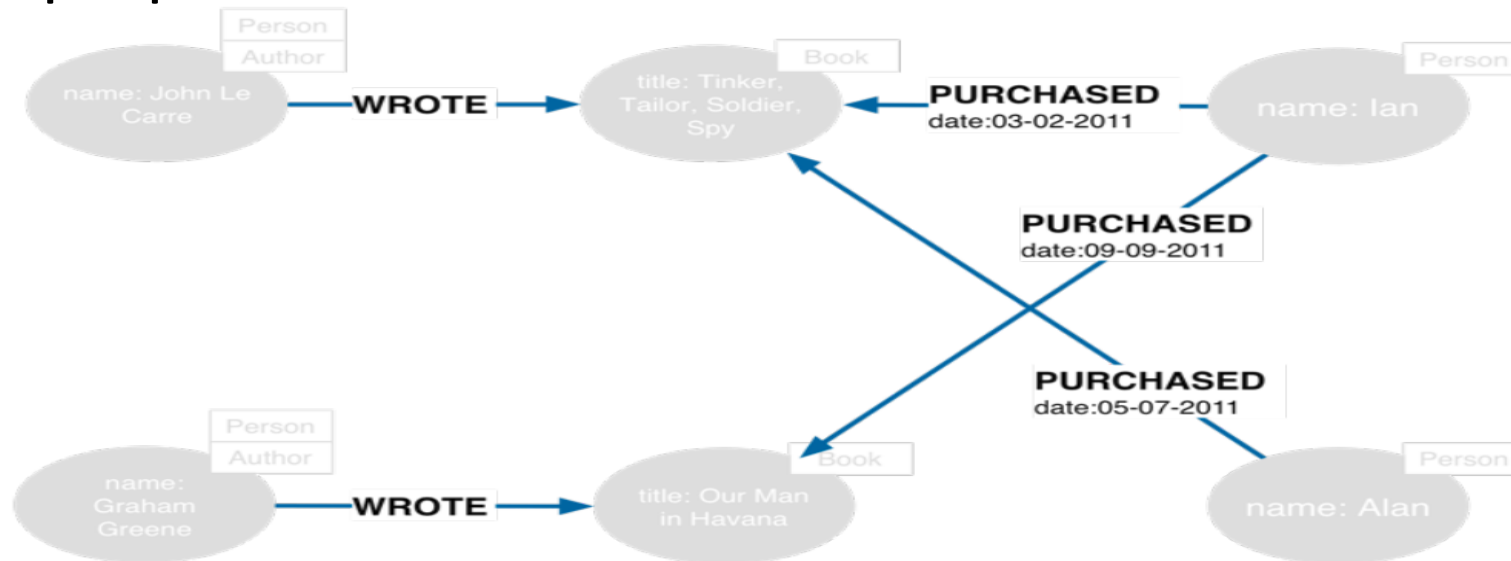 Person
Author
name: John Le
Carre
WROTE
Book
title: Tinker,
Tailor, Soldier,
Spy
PURCHASED
date:03-02-2011
Person
name: Ian
PURCHASED
date:09-09-2011
PURCHASED
date:05-07-2011
Person
Author
name:
Graham
Greene
WROTE
Book
title: Our Man
in Havana
Person
name: Alan